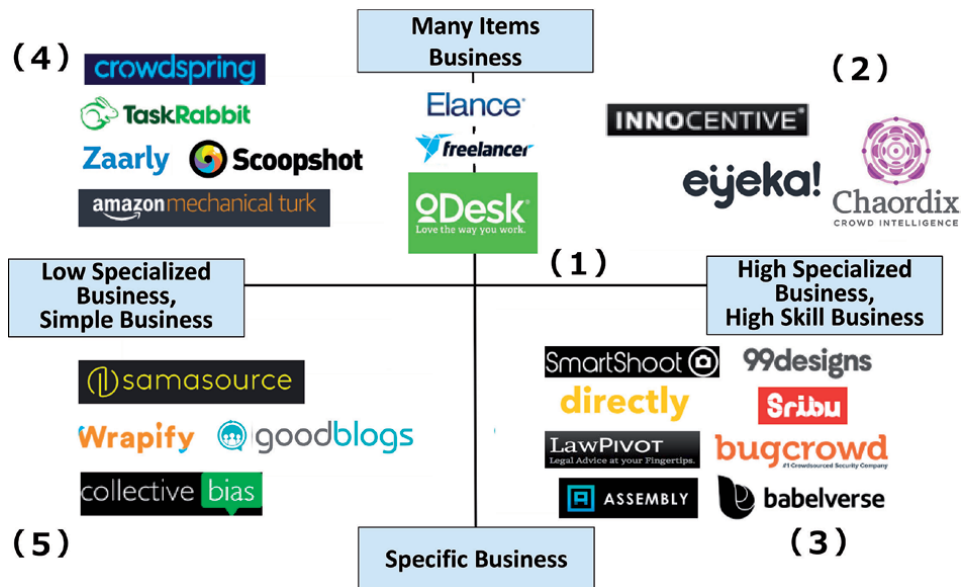 Many Items
Business
(4)
crowdspring
TaskRabbit
Zaarly
Scoopshot
amazonmechanical turk
Elance®
freelancer
oDesk®
Love the way you work.
(2)
INNOCENTIVE®
eyeka!
Chaordix
CROWD INTELLIGENCE
(1)
Low Specialized
Business,
Simple Business
High Specialized
Business,
High Skill Business
samasource
Wrapify
goodblogs
collective bias
(5)
SmartShoot
99designs
directly
Sribu
LAWPIVOT
Legal Advice at your Fingertips.
bugcrowd
#1 Crowdsourced Security Company
ASSEMBLY
babelverse
(3)
Specific Business